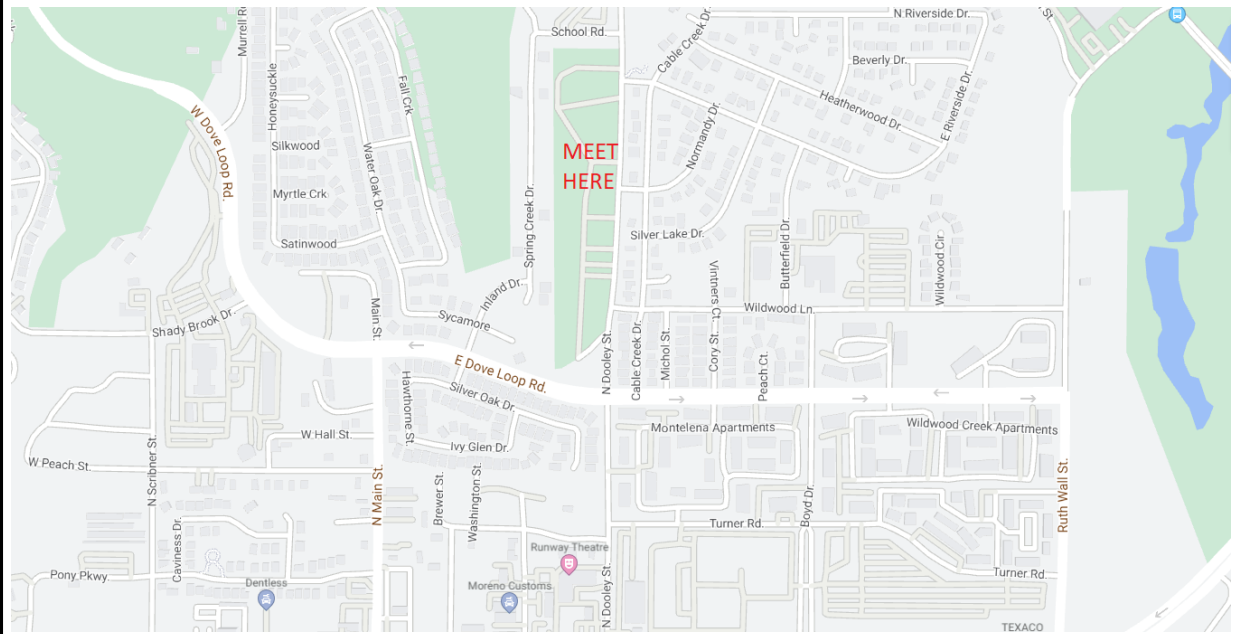 Murrell R
School Rd.
Cable Creek Dr.
N Riverside Dr.
St.
Honeysuckle
Fall Crk
Beverly Dr.
Heatherwood Dr.
E Riverside Dr.
W Dove Loop Rd.
Silkwood
Water Oak Dr.
MEET
HERE
Normandy Dr.
Myrtle Crk
Spring Creek Dr.
Satinwood
Silver Lake Dr.
Butterfield Dr.
Wildwood Cir
Vintners Ct.
Inland Dr.
Main St.
Sycamore
Wildwood Ln.
Shady Brook Dr.
N Dooley St.
Cable Creek Dr.
Michol St.
Cory St.
Peach Ct.
E Dove Loop Rd.
Hawthorne St.
Silver Oak Dr.
Montelena Apartments
Wildwood Creek Apartments
W Hall St.
Ivy Glen Dr.
W Peach St.
N Scribner St.
N Main St.
Brewer St.
Washington St.
Boyd Dr.
Ruth Wall St.
Turner Rd.
Caviness Dr.
Runway Theatre
Pony Pkwy.
Dentless
Moreno Customs
N Dooley St.
Turner Rd.
TEXACO